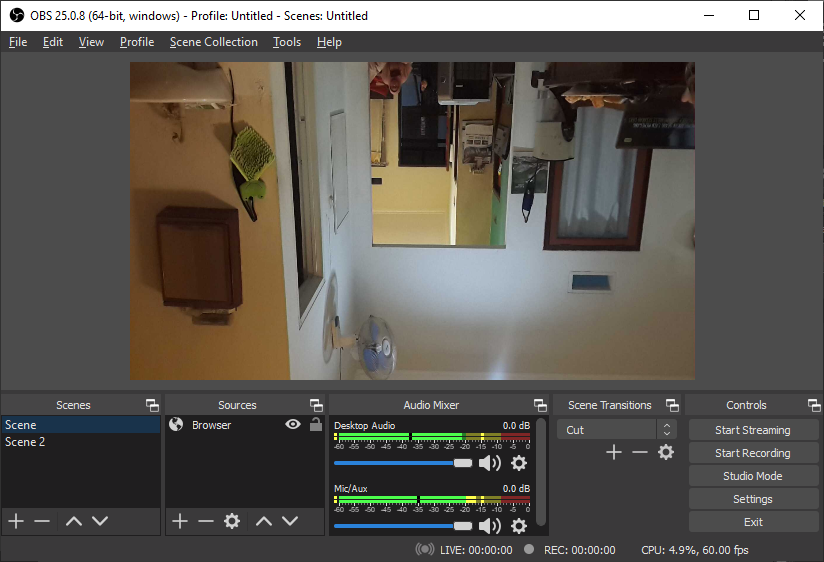 OBS 25.0.8 (64-bit, windows) - Profile: Untitled - Scenes: Untitled
File Edit View Profile Scene Collection Tools Help
Scenes
Scene
Scene 2
Sources
Browser
Audio Mixer
Desktop Audio 0.0 dB
-60 -55 -50 -45 -40 -35 -30 -25 -20 -15 -10 -5 0
Mic/Aux 0.0 dB
-60 -55 -50 -45 -40 -35 -30 -25 -20 -15 -10 -5 0
Scene Transitions
Cut
Controls
Start Streaming
Start Recording
Studio Mode
Settings
Exit
LIVE: 00:00:00 REC: 00:00:00 CPU: 4.9%, 60.00 fps